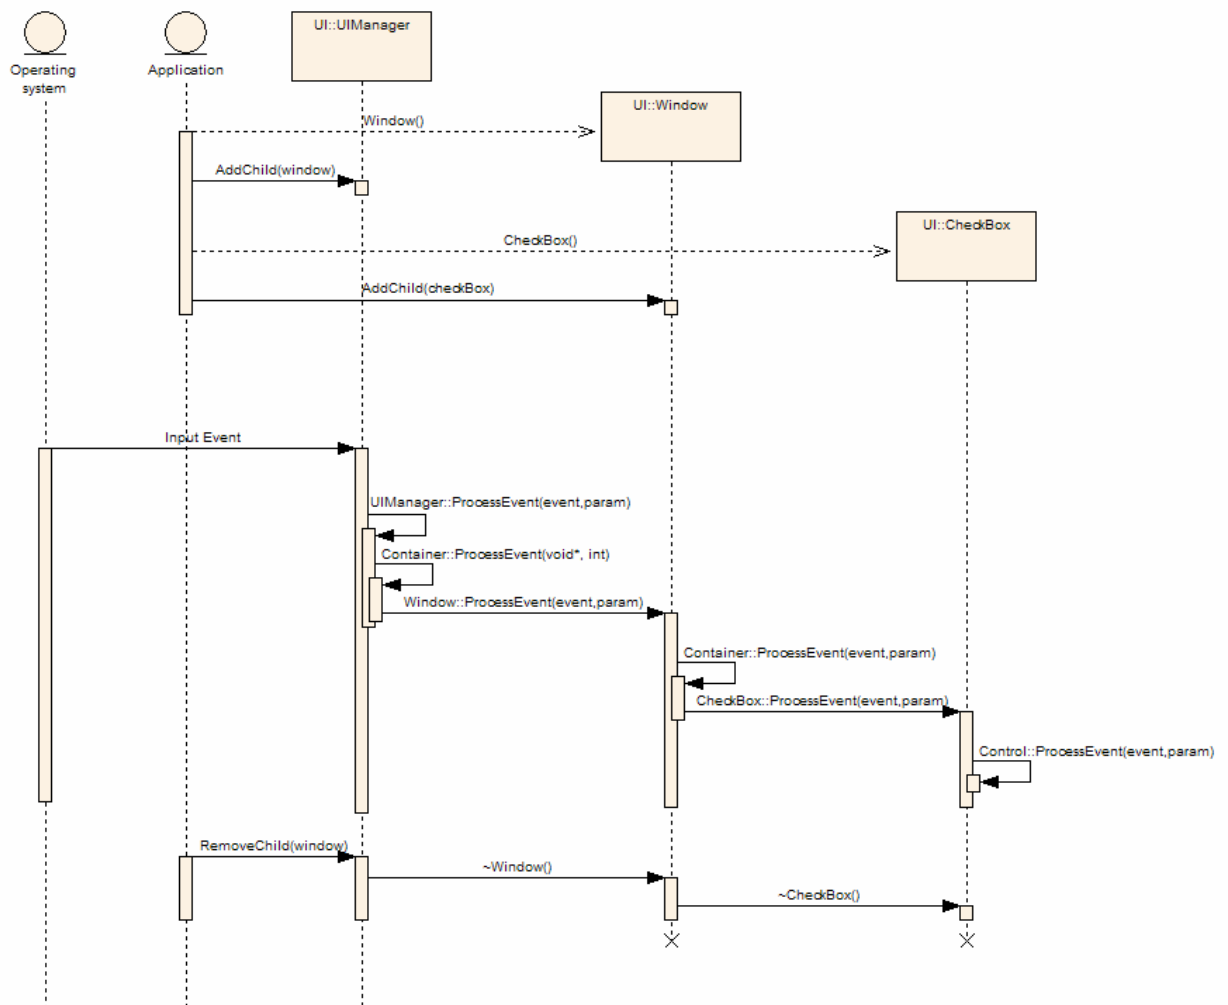 UI::UIManager
Operating
system
Application
UI::Window
Window()
AddChild(window)
UI::CheckBox
CheckBox()
AddChild(checkBox)
Input Event
UIManager::ProcessEvent(event,param)
Container::ProcessEvent(void*, int)
Window::ProcessEvent(event,param)
Container::ProcessEvent(event,param)
CheckBox::ProcessEvent(event,param)
Control::ProcessEvent(event,param)
RemoveChild(window)
~Window()
~CheckBox()